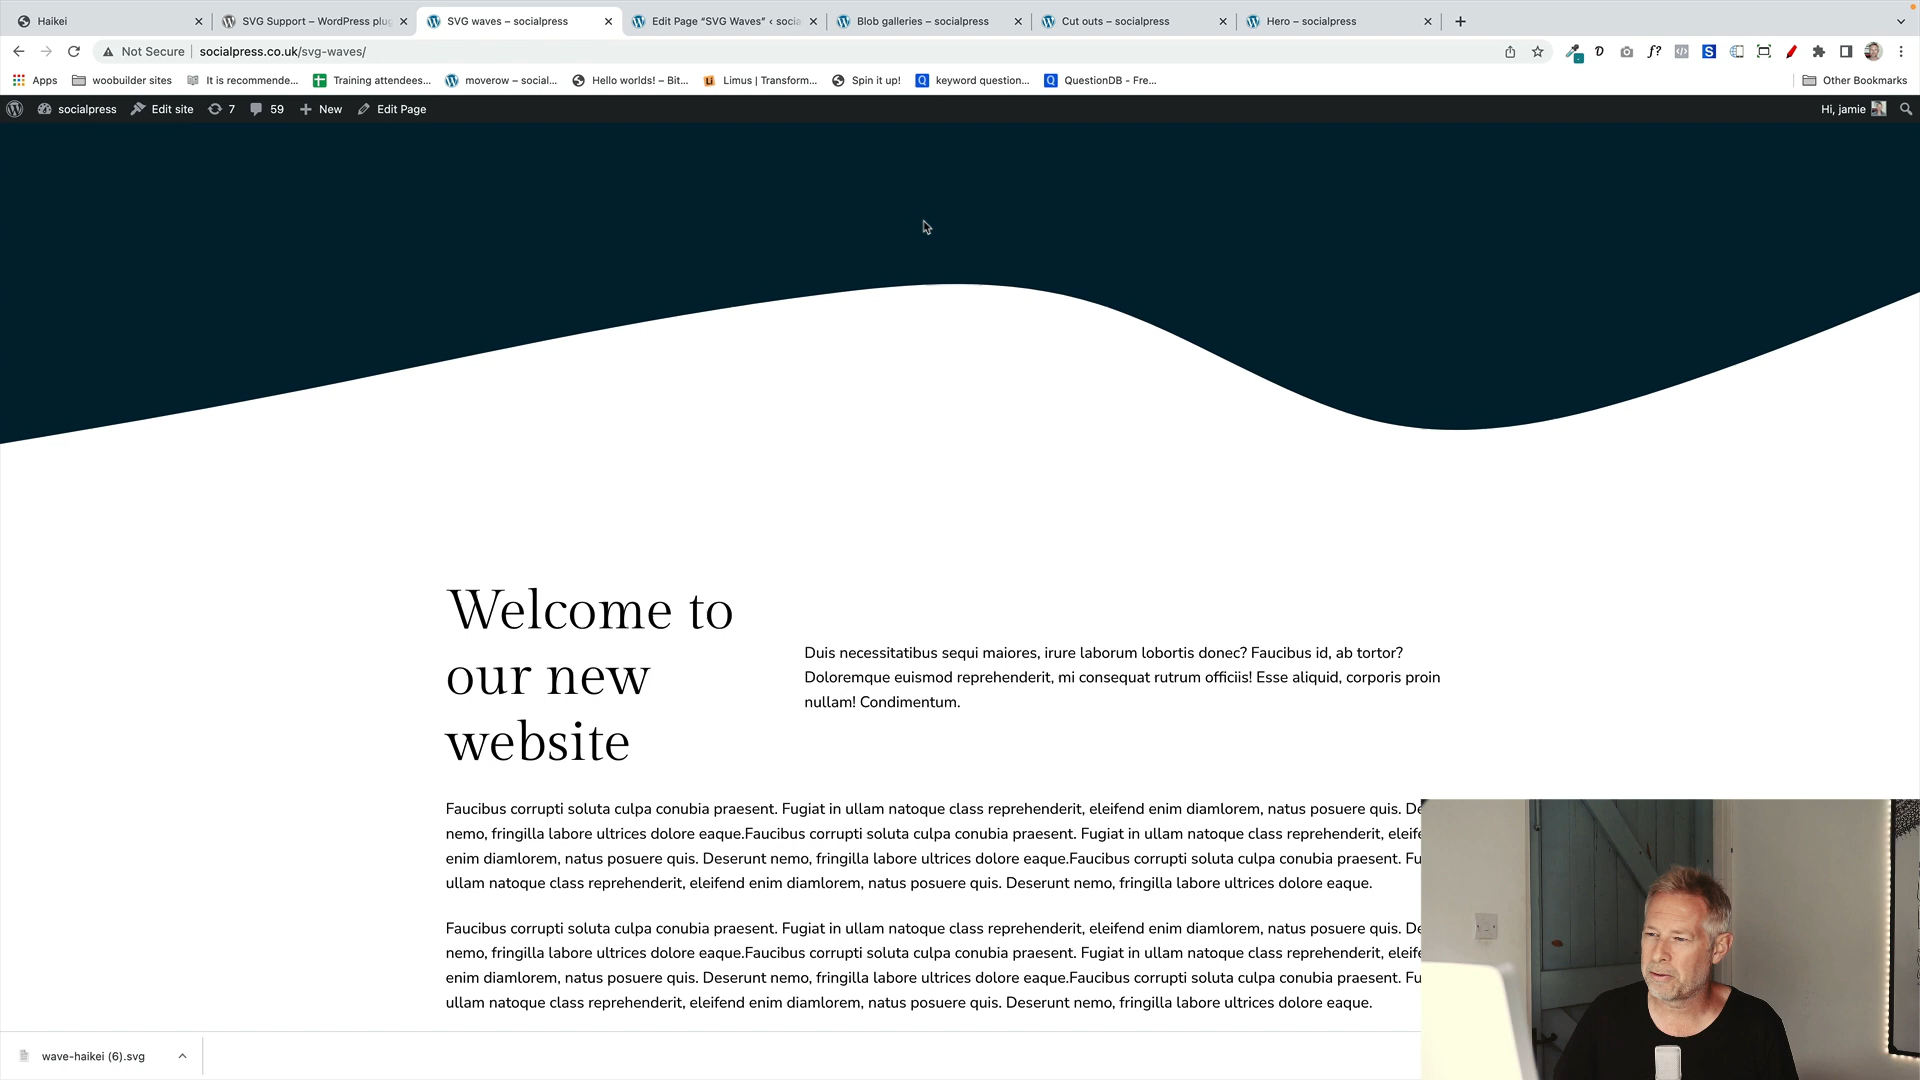 Haikei
SVG Support – WordPress plug
SVG waves – socialpress
Edit Page “SVG Waves” ‹ socia
Blob galleries – socialpress
Cut outs – socialpress
Hero – socialpress
Not Secure
socialpress.co.uk/svg-waves/
Apps
woobuilder sites
It is recommende...
Training attendees...
moverow – social...
Hello worlds! – Bit...
Limus | Transform...
Spin it up!
keyword question...
QuestionDB - Fre...
Other Bookmarks
socialpress
Edit site
7
59
New
Edit Page
Hi, jamie
Welcome to
our new
website
Duis necessitatibus sequi maiores, irure laborum lobortis donec? Faucibus id, ab tortor?
Doloremque euismod reprehenderit, mi consequat rutrum officiis! Esse aliquid, corporis proin
nullam! Condimentum.
Faucibus corrupti soluta culpa conubia praesent. Fugiat in ullam natoque class reprehenderit, eleifend enim diamlorem, natus posuere quis. De
nemo, fringilla labore ultrices dolore eaque.Faucibus corrupti soluta culpa conubia praesent. Fugiat in ullam natoque class reprehenderit, eleife
enim diamlorem, natus posuere quis. Deserunt nemo, fringilla labore ultrices dolore eaque.Faucibus corrupti soluta culpa conubia praesent. Fu
ullam natoque class reprehenderit, eleifend enim diamlorem, natus posuere quis. Deserunt nemo, fringilla labore ultrices dolore eaque.
Faucibus corrupti soluta culpa conubia praesent. Fugiat in ullam natoque class reprehenderit, eleifend enim diamlorem, natus posuere quis. De
nemo, fringilla labore ultrices dolore eaque.Faucibus corrupti soluta culpa conubia praesent. Fugiat in ullam natoque class reprehenderit, eleife
enim diamlorem, natus posuere quis. Deserunt nemo, fringilla labore ultrices dolore eaque.Faucibus corrupti soluta culpa conubia praesent. Fu
ullam natoque class reprehenderit, eleifend enim diamlorem, natus posuere quis. Deserunt nemo, fringilla labore ultrices dolore eaque.
wave-haikei (6).svg